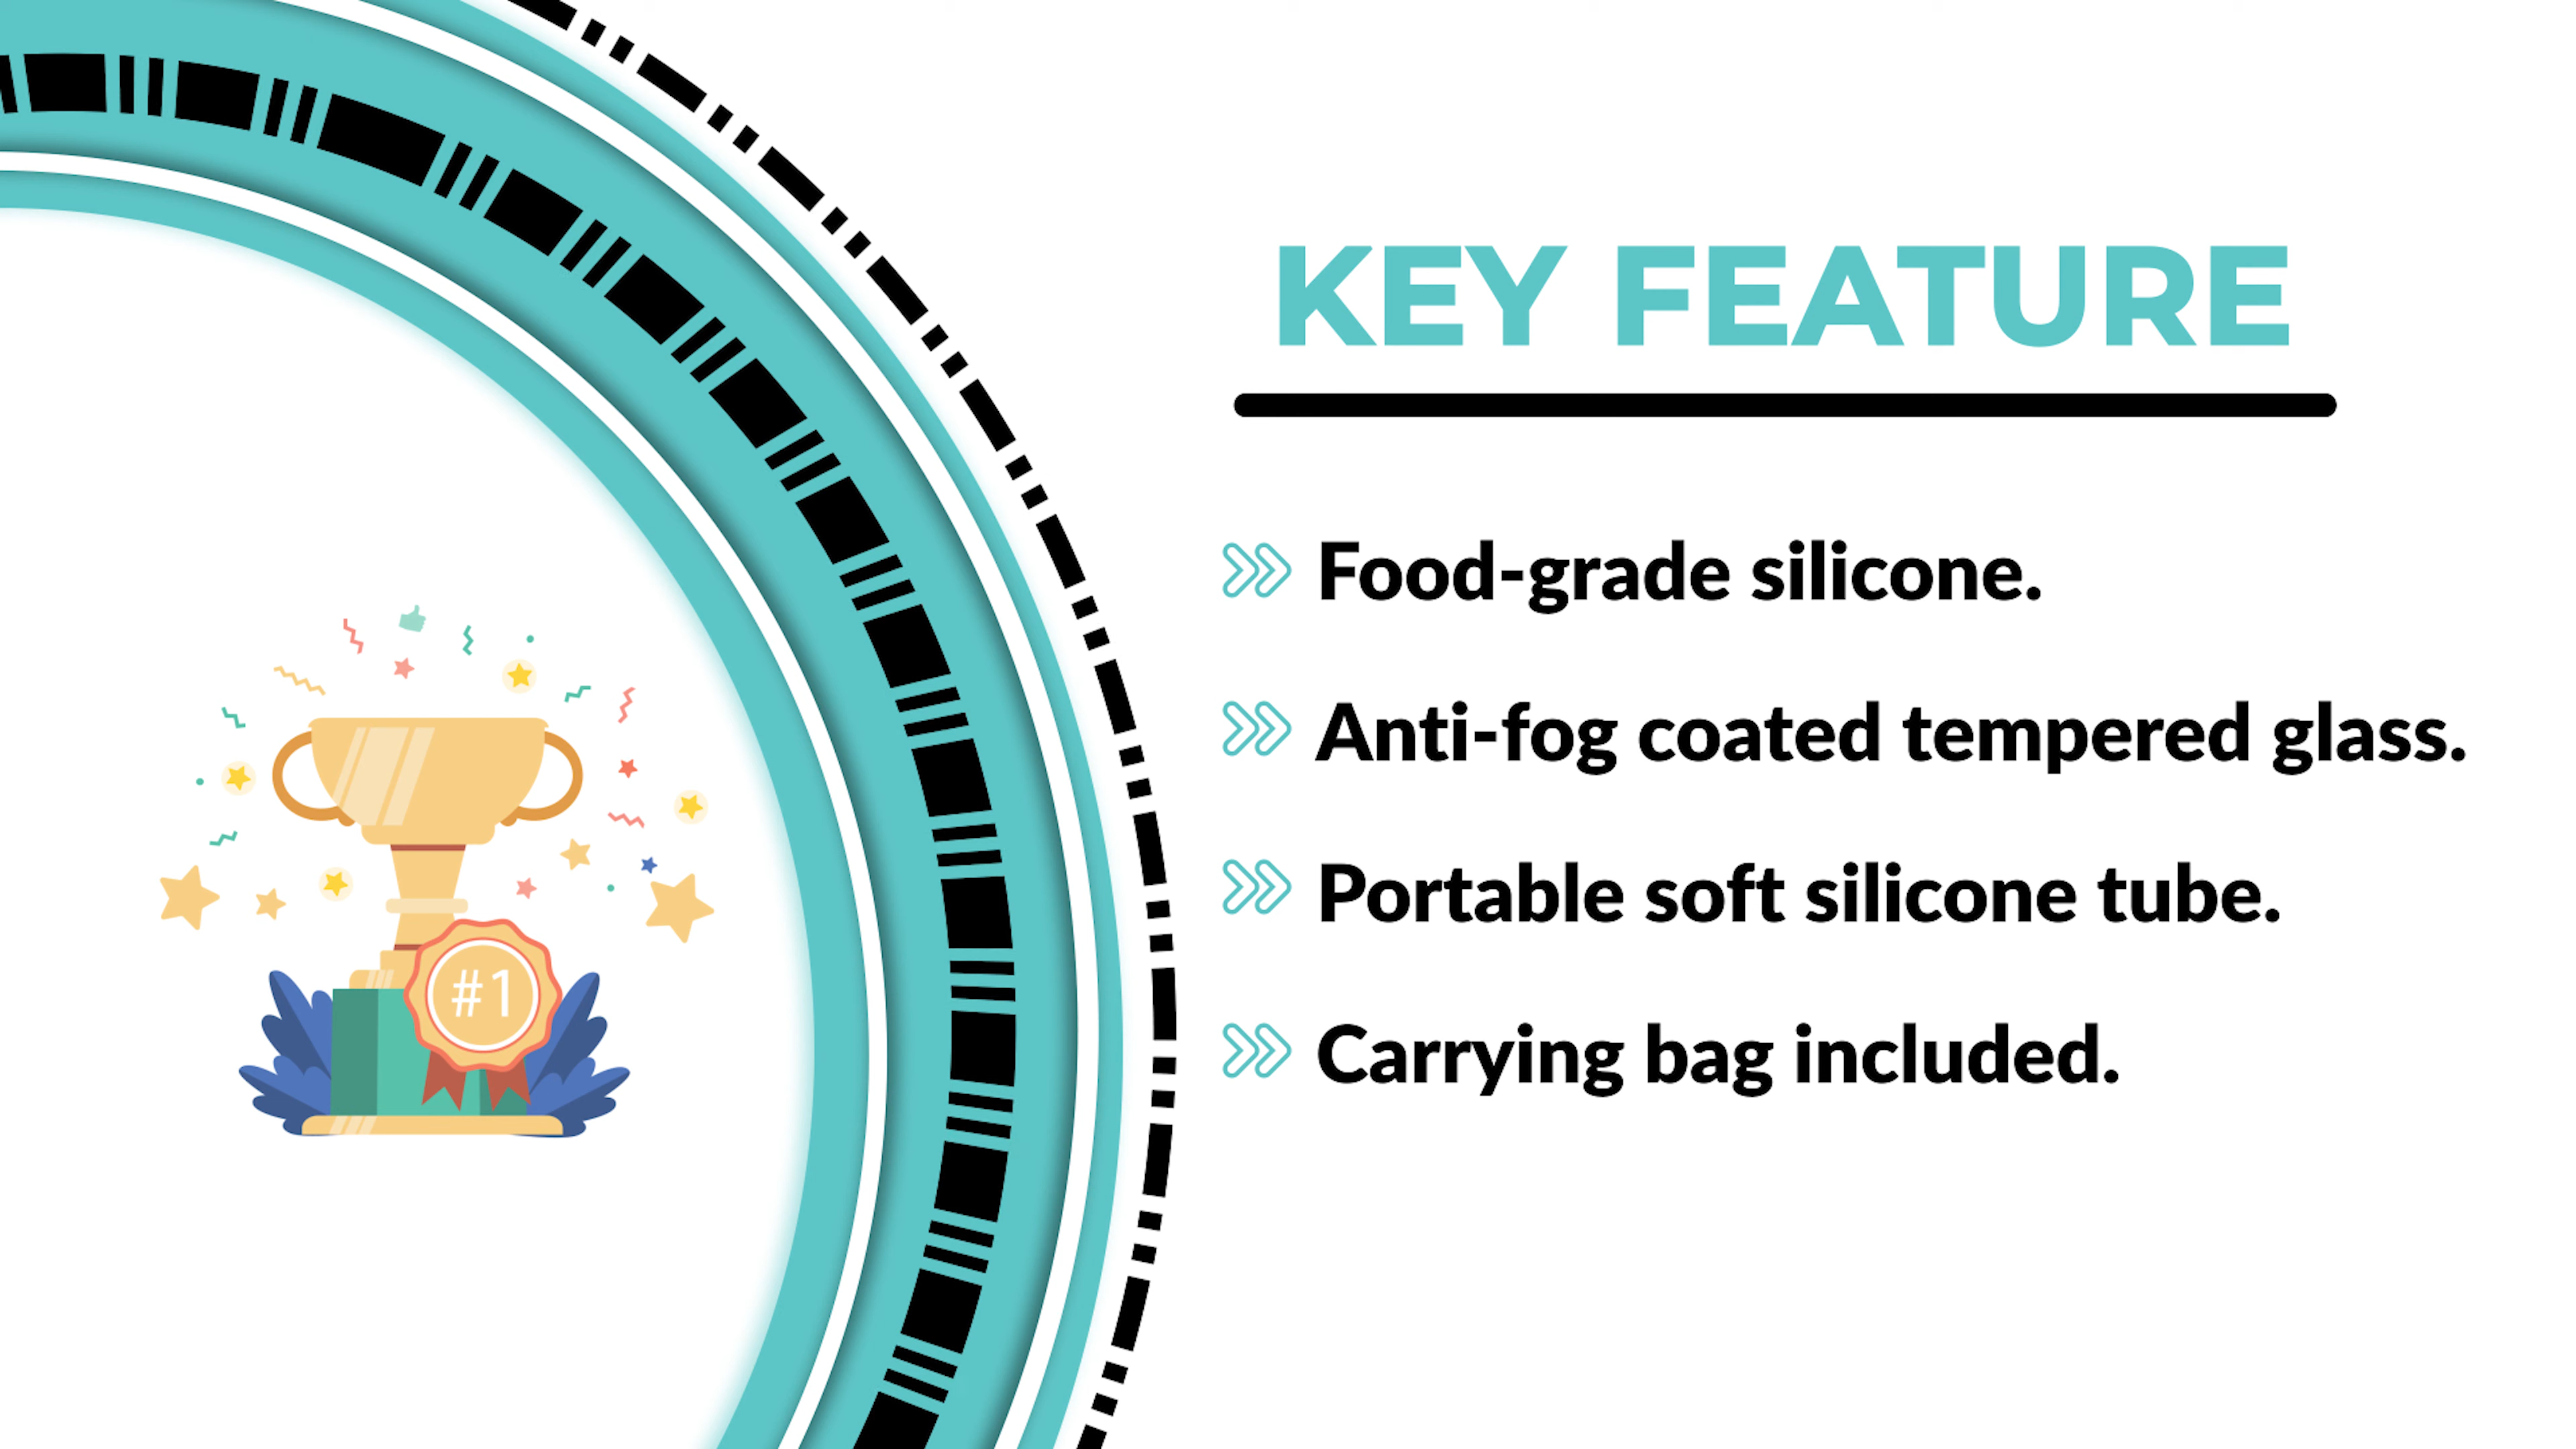 KEY FEATURE
Food-grade silicone.
Anti-fog coated tempered glass.
Portable soft silicone tube.
Carrying bag included.
#1